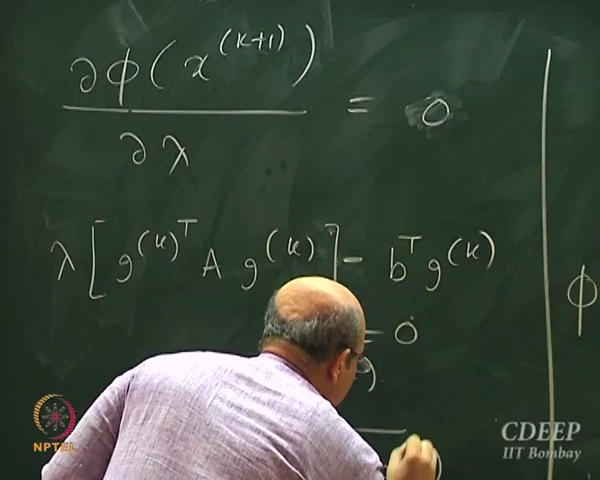 ∂φ(x^(k+1))
/ ∂λ = 0
λ[g^(k)^T A g^(k)] - b^T g^(k)
= 0
φ
NPTEL
CDEEP
IIT Bombay